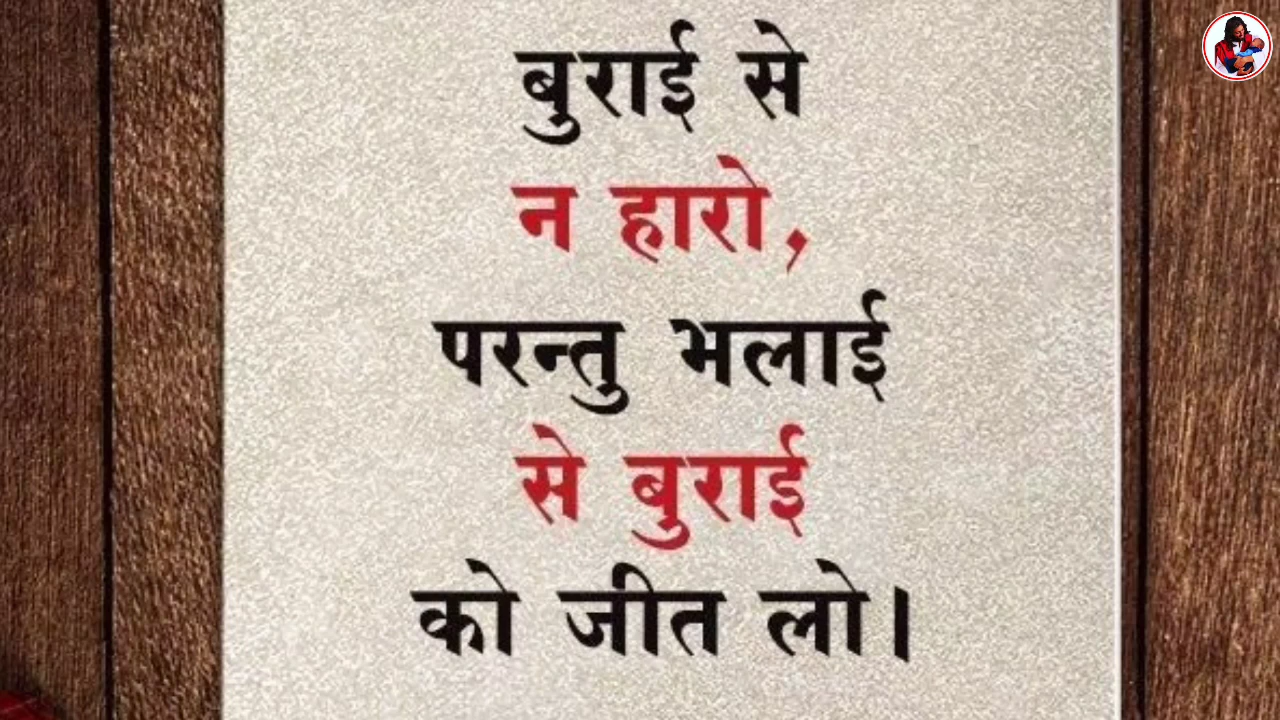 बुराई से
न हारो,
परन्तु भलाई
से बुराई
को जीत लो।